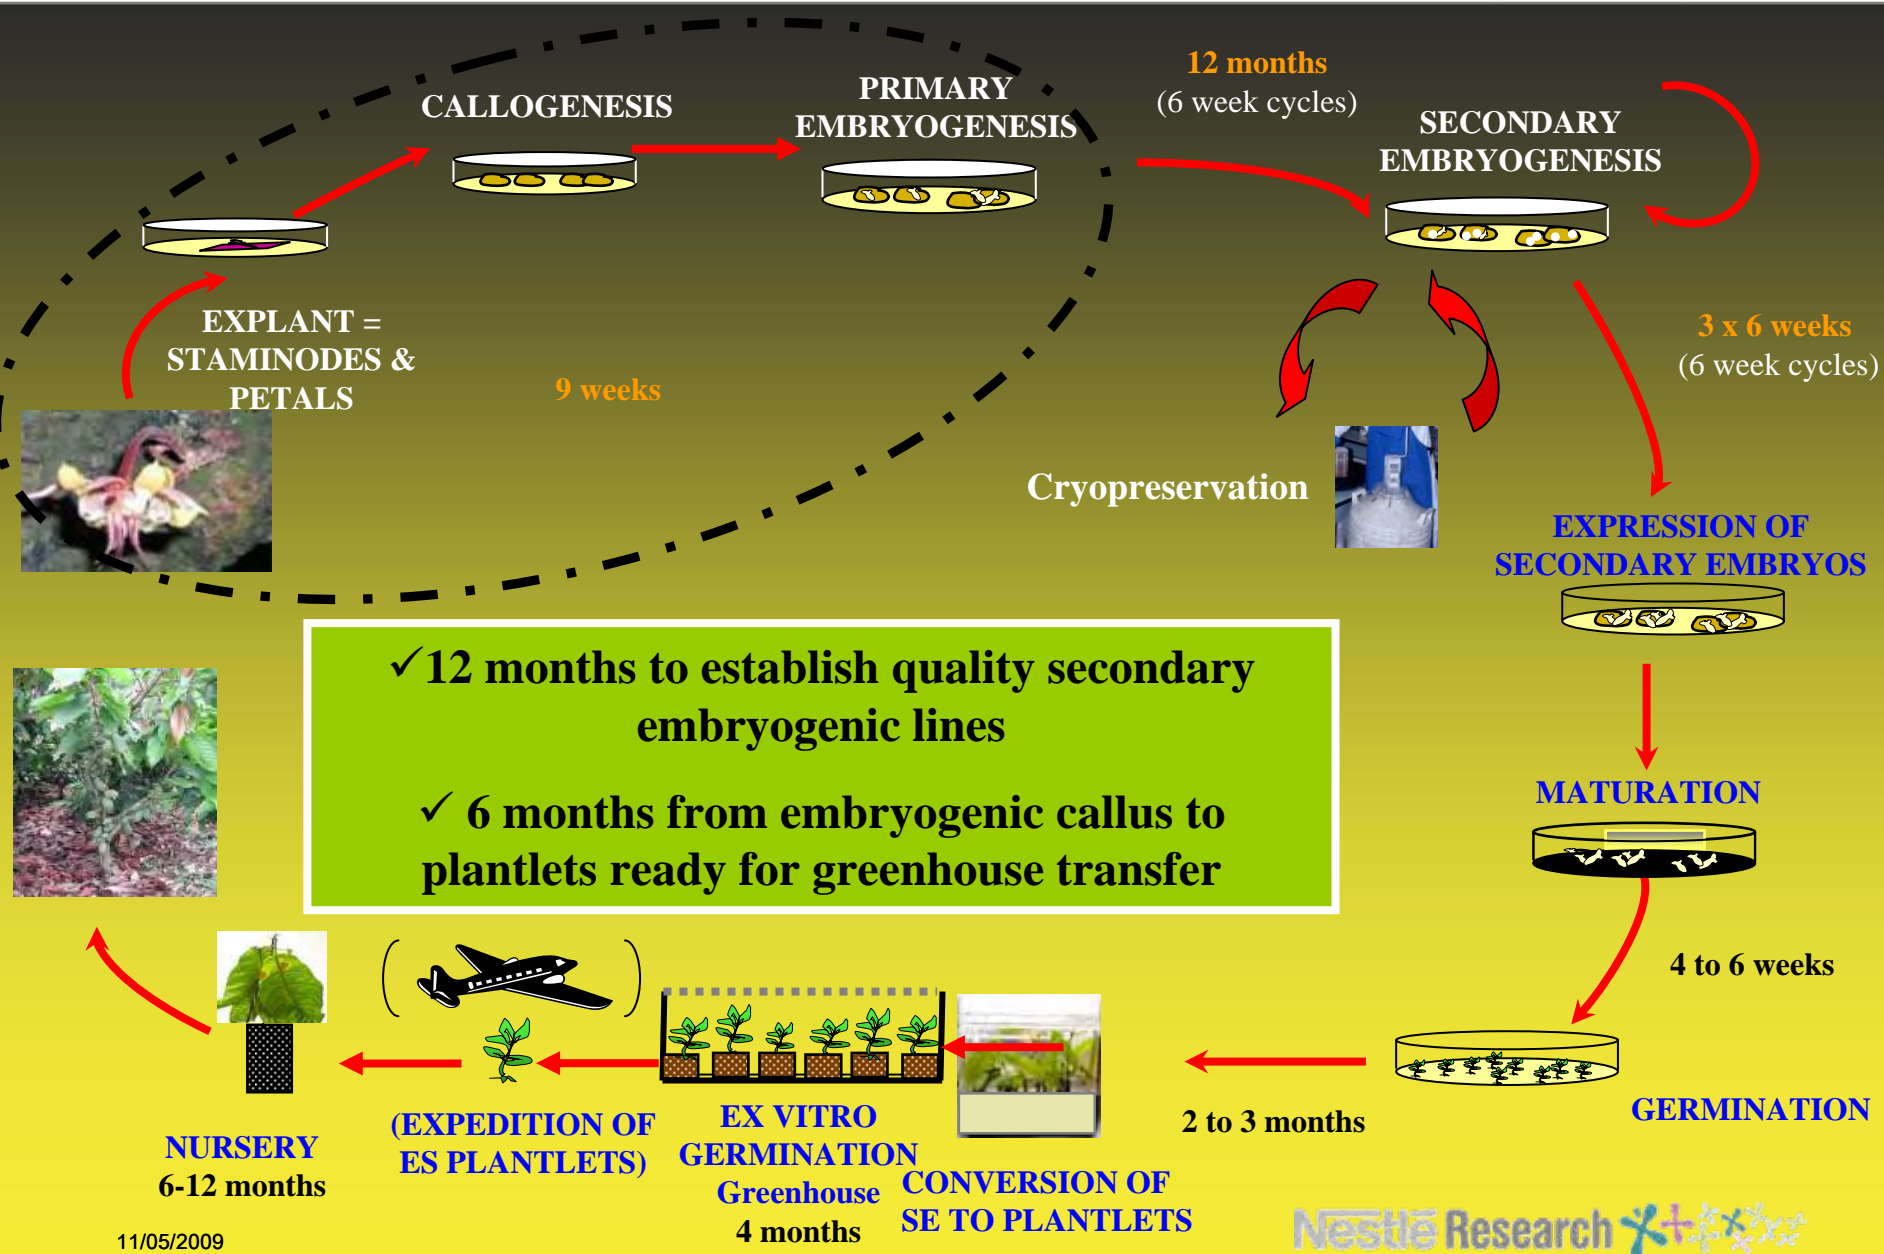 CALLOGENESIS
PRIMARY
EMBRYOGENESIS
12 months
(6 week cycles)
SECONDARY
EMBRYOGENESIS
EXPLANT =
STAMINODES &
PETALS
9 weeks
3 x 6 weeks
(6 week cycles)
Cryopreservation
EXPRESSION OF
SECONDARY EMBRYOS
✓12 months to establish quality secondary
embryogenic lines
✓ 6 months from embryogenic callus to
plantlets ready for greenhouse transfer
MATURATION
4 to 6 weeks
GERMINATION
2 to 3 months
CONVERSION OF
SE TO PLANTLETS
EX VITRO
GERMINATION
Greenhouse
4 months
(EXPEDITION OF
ES PLANTLETS)
NURSERY
6-12 months
11/05/2009
Nestlé Research